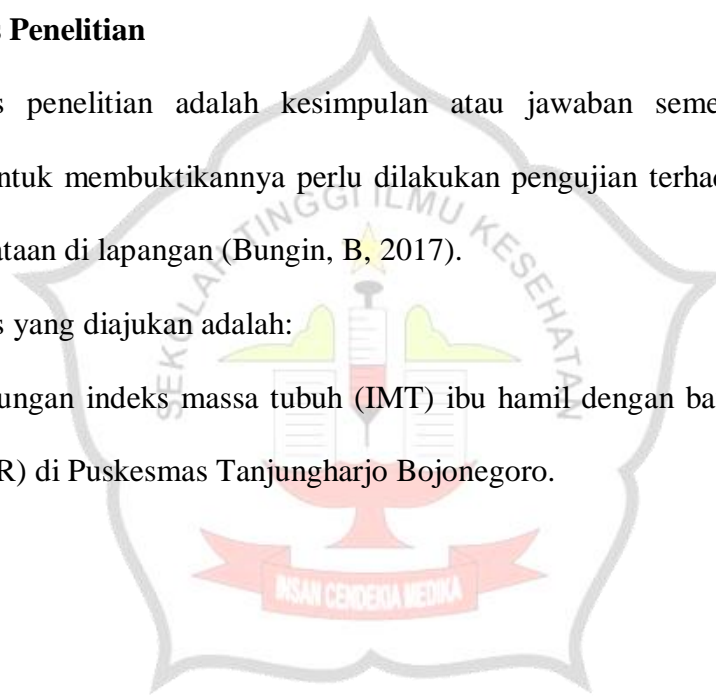 s Penelitian
s penelitian adalah kesimpulan atau jawaban seme
ntuk membuktikannya perlu dilakukan pengujian terhad
ataan di lapangan (Bungin, B, 2017).
s yang diajukan adalah:
ungan indeks massa tubuh (IMT) ibu hamil dengan ba
R) di Puskesmas Tanjungharjo Bojonegoro.
SEKOLAH TINGGI ILMU KESEHATAN
INSAN CENDEKIA MEDIKA